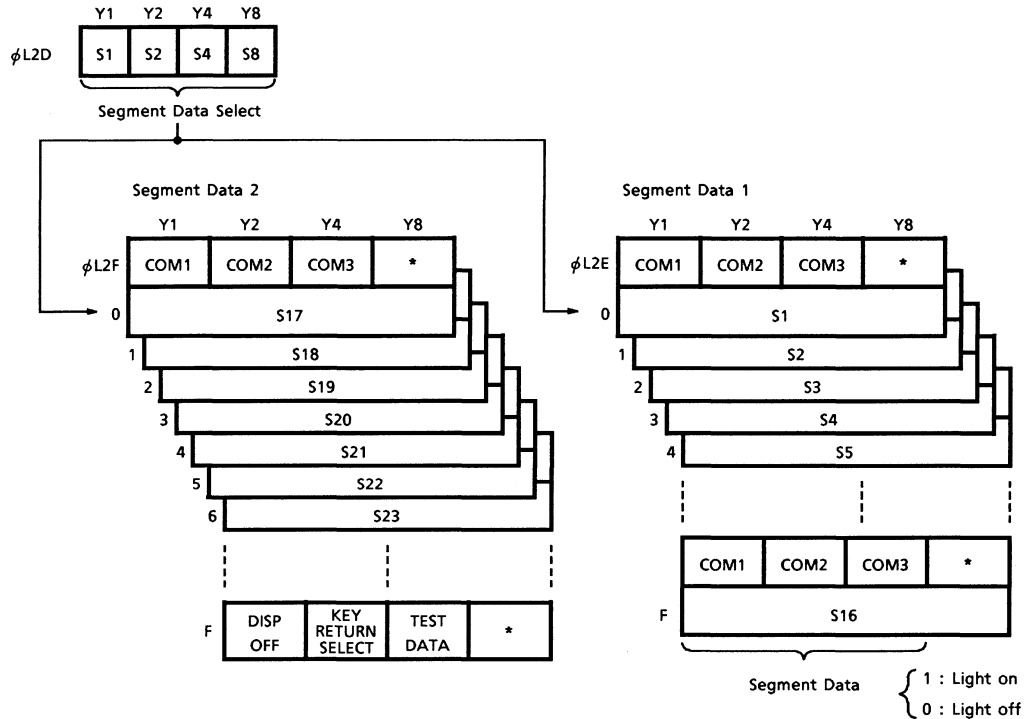 Y1 Y2 Y4 Y8
φL2D S1 S2 S4 S8
Segment Data Select
Segment Data 2
Y1 Y2 Y4 Y8
φL2F COM1 COM2 COM3 *
0 S17
1 S18
2 S19
3 S20
4 S21
5 S22
6 S23
F DISP OFF KEY RETURN SELECT TEST DATA *
Segment Data 1
Y1 Y2 Y4 Y8
φL2E COM1 COM2 COM3 *
0 S1
1 S2
2 S3
3 S4
4 S5
COM1 COM2 COM3 *
F S16
Segment Data
1 : Light on
0 : Light off